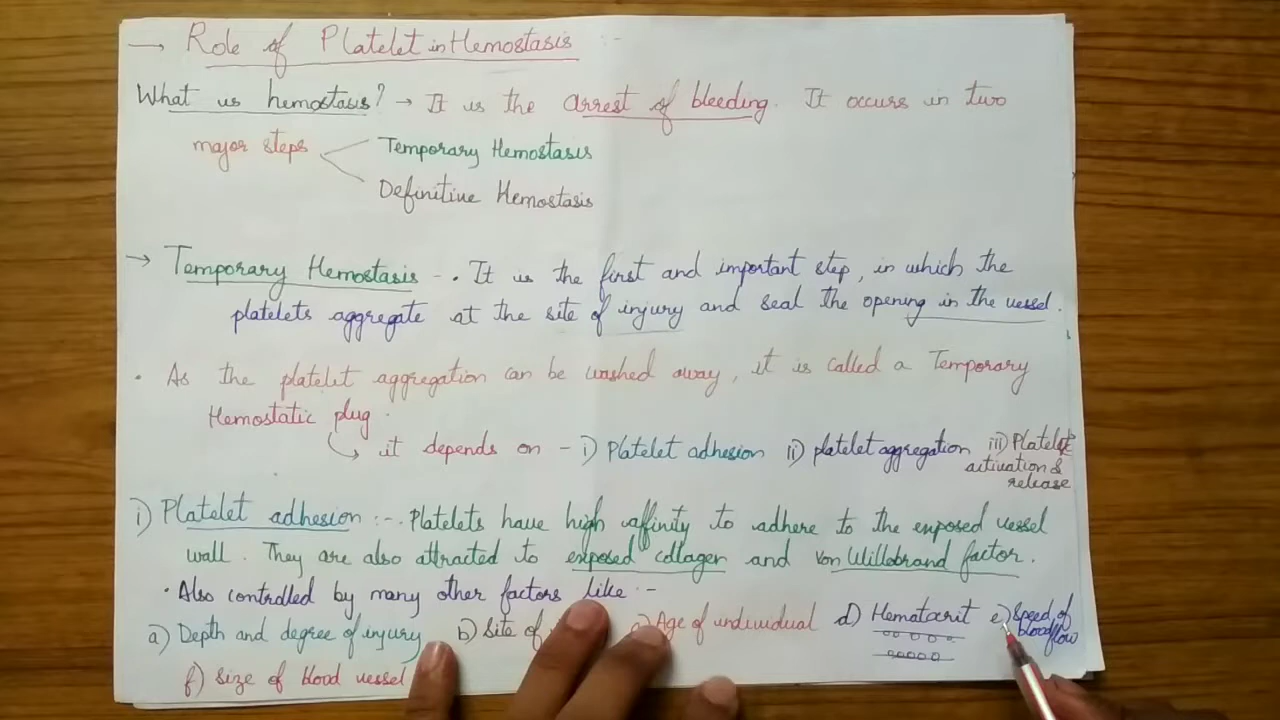 → Role of Platelet in Hemostasis :-
What is hemostasis? → It is the arrest of bleeding. It occurs in two
major steps
Temporary Hemostasis
Definitive Hemostasis
→ Temporary Hemostasis - . It is the first and important step, in which the
platelets aggregate at the site of injury and seal the opening in the vessel.
. As the platelet aggregation can be washed away, it is called a Temporary
Hemostatic plug.
it depends on - i) Platelet adhesion ii) platelet aggregation iii) Platelet
activation &
release
i) Platelet adhesion :-. Platelets have high affinity to adhere to the exposed vessel
wall. They are also attracted to exposed collagen and von Willebrand factor.
. Also controlled by many other factors like :-
a) Depth and degree of injury b) Site of c) Age of individual d) Hematocrit e) Speed of
blood flow
f) Size of blood vessel